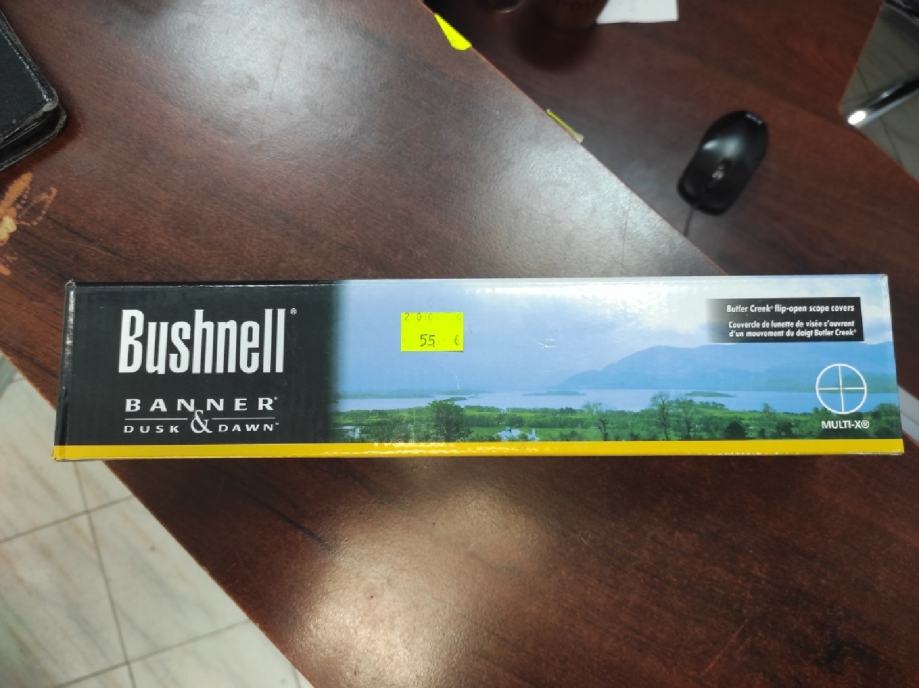 Bushnell®
BANNER®
DUSK & DAWN™
55 €
Butler Creek® flip-open scope covers
Couvercle de lunette de visée s'ouvrant
d'un mouvement du doigt Butler Creek®
MULTI-X®